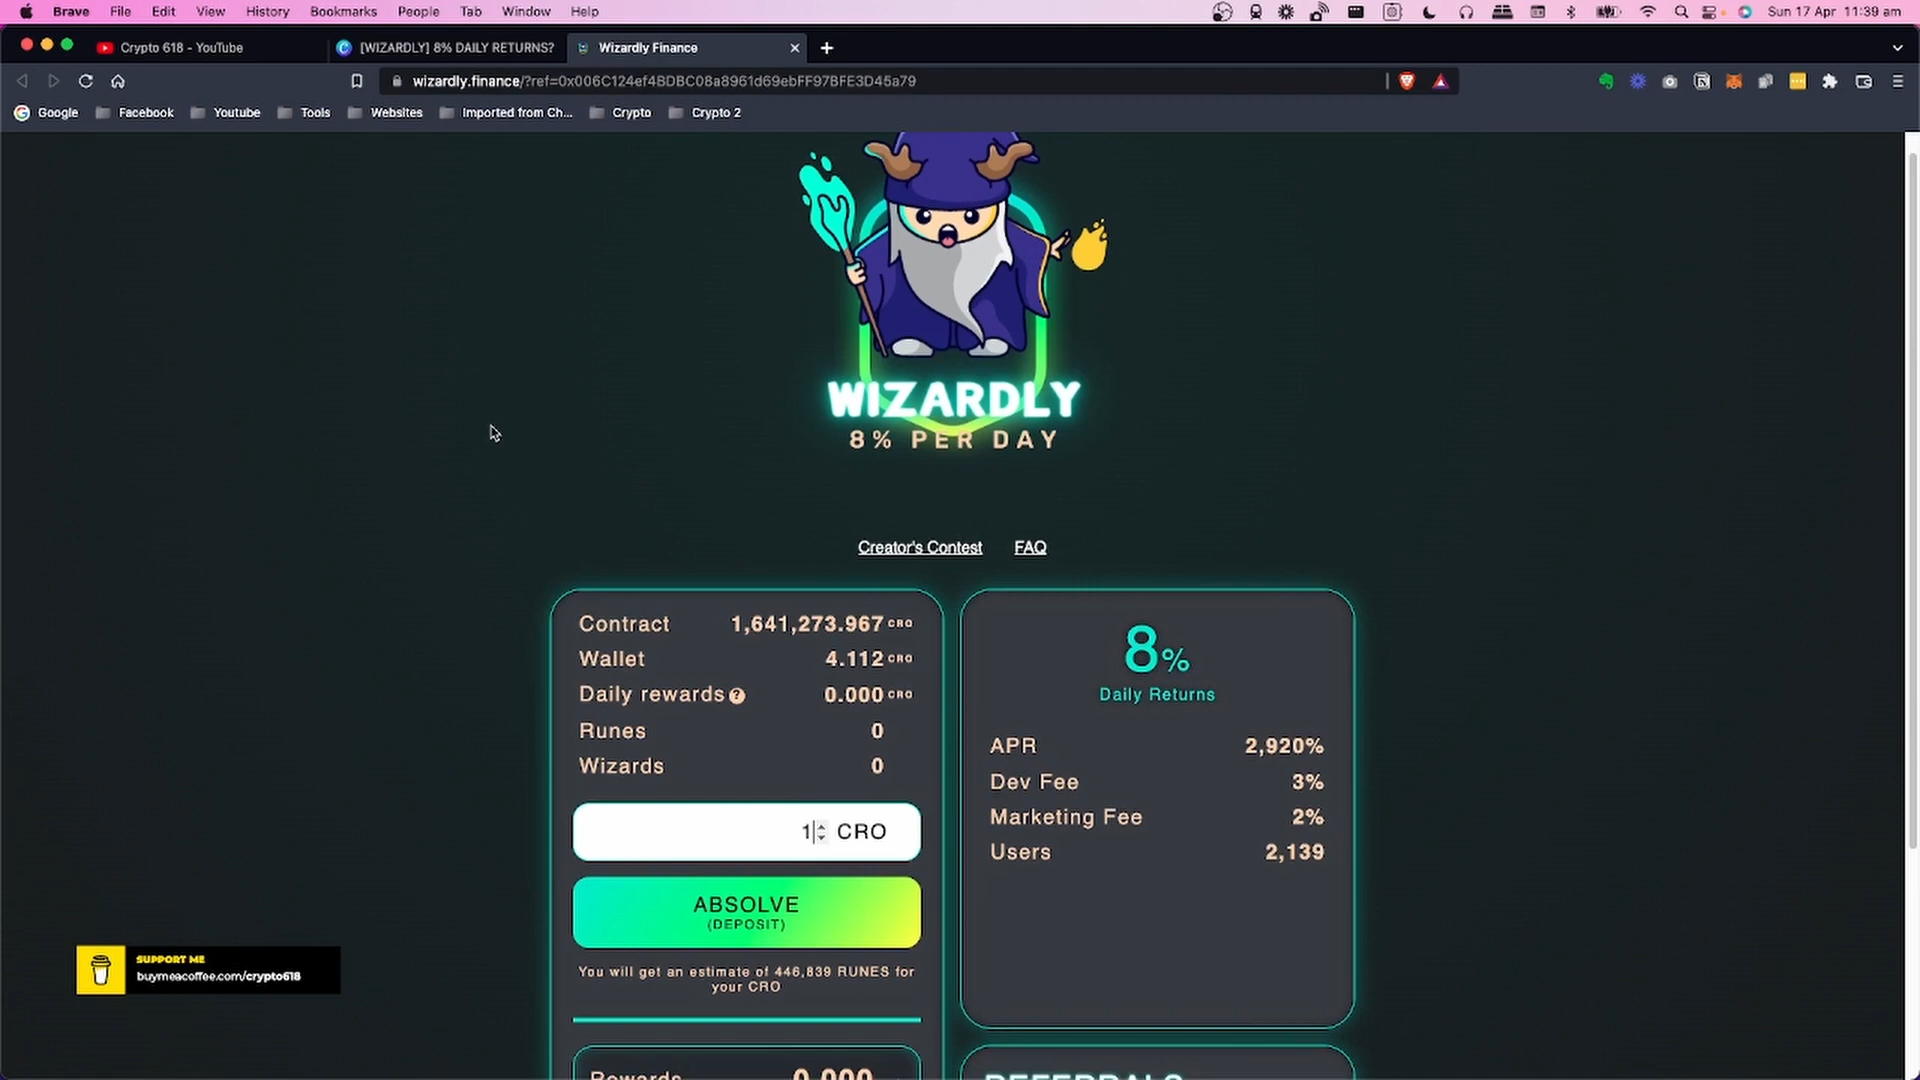 Brave File Edit View History Bookmarks People Tab Window Help Sun 17 Apr 11:39 am
Crypto 618 - YouTube [WIZARDLY] 8% DAILY RETURNS? Wizardly Finance
wizardly.finance/?ref=0x006C124ef4BDBC08a8961d69ebFF97BFE3D45a79
Google Facebook Youtube Tools Websites Imported from Ch... Crypto Crypto 2
WIZARDLY
8% PER DAY
Creator's Contest FAQ
Contract 1,641,273.967 CRO
Wallet 4.112 CRO
Daily rewards ? 0.000 CRO
Runes 0
Wizards 0
1 CRO
ABSOLVE
(DEPOSIT)
You will get an estimate of 446,839 RUNES for
your CRO
Rewards 0.000
8%
Daily Returns
APR 2,920%
Dev Fee 3%
Marketing Fee 2%
Users 2,139
REFERRALS
SUPPORT ME
buymeacoffee.com/crypto618